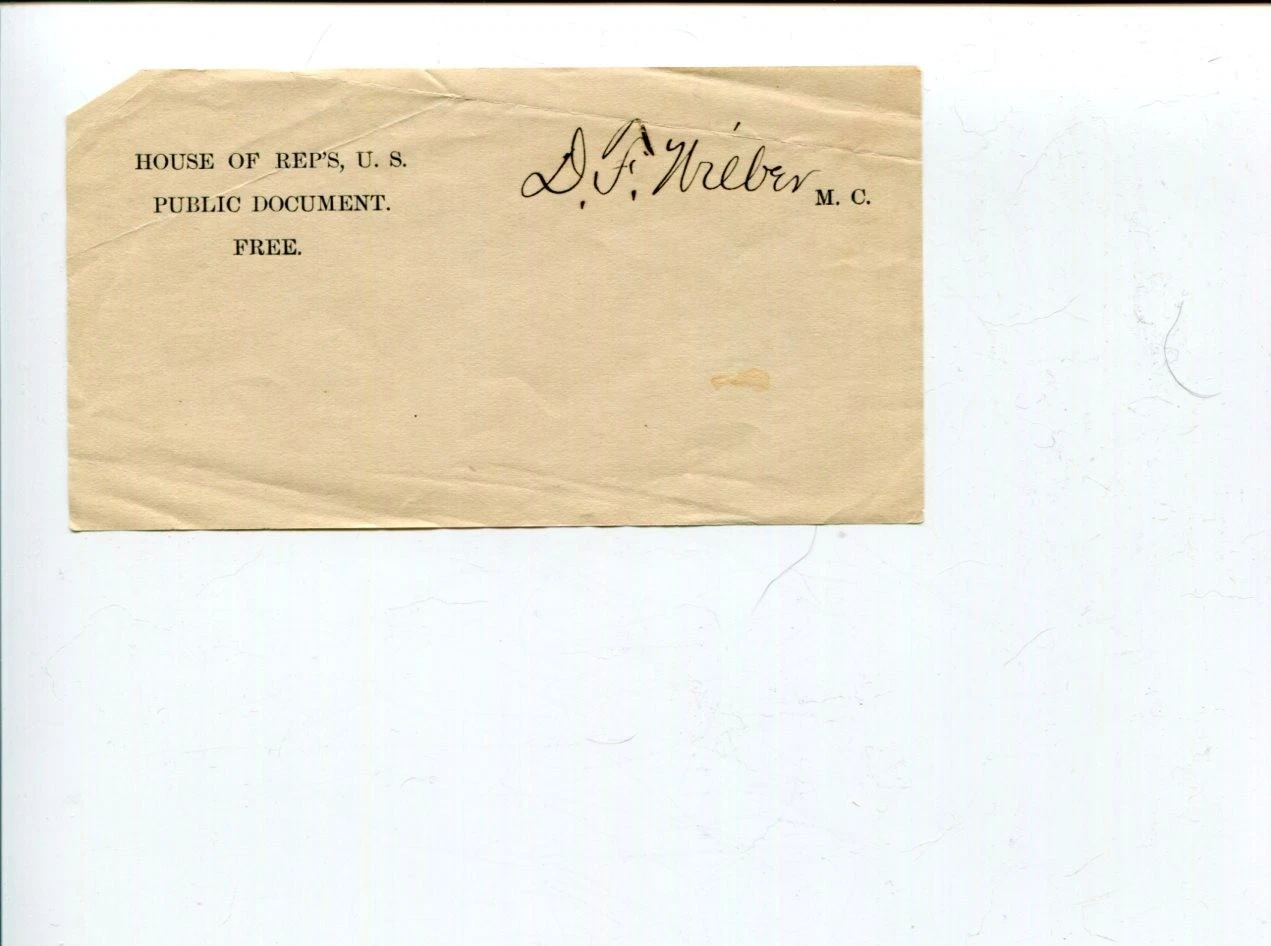 HOUSE OF REP'S, U. S.
PUBLIC DOCUMENT.
FREE.
D. F. Wilber M. C.